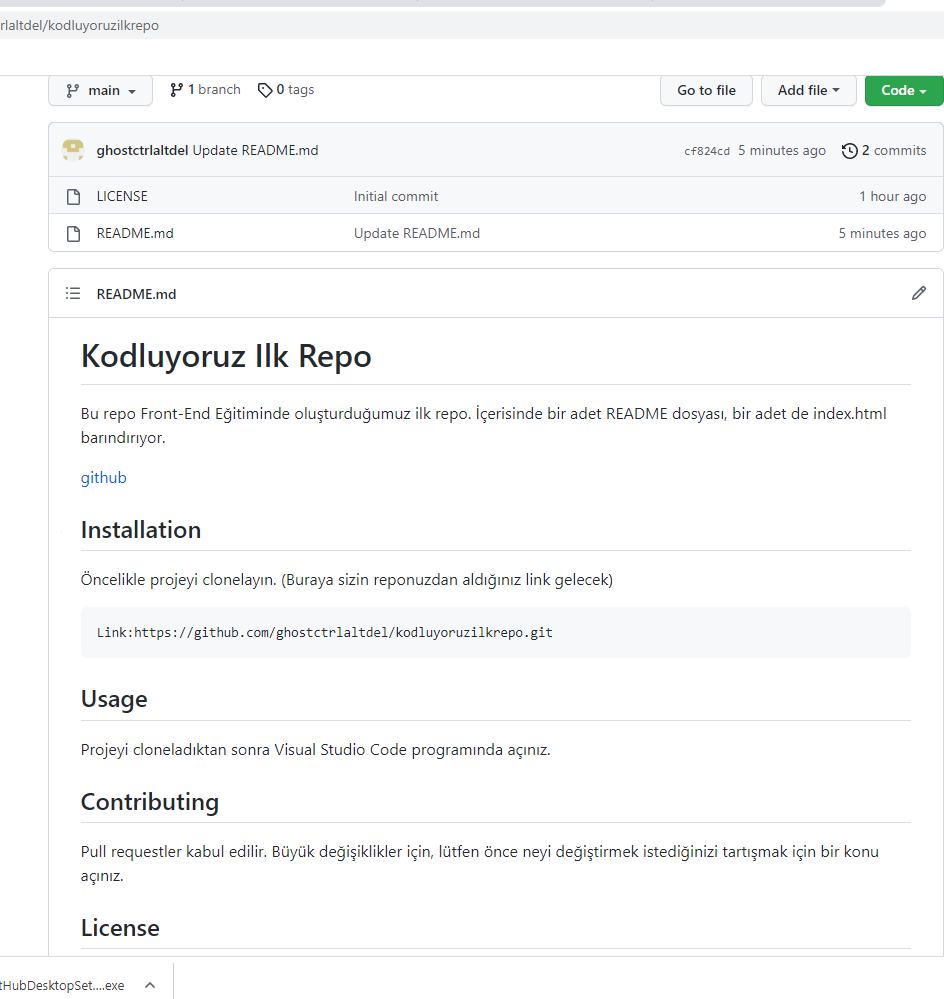 rlaltdel/kodluyoruzilkrepo
main 1 branch 0 tags Go to file Add file Code
ghostctrlaltdel Update README.md cf824cd 5 minutes ago 2 commits
LICENSE Initial commit 1 hour ago
README.md Update README.md 5 minutes ago
README.md
Kodluyoruz Ilk Repo
Bu repo Front-End Eğitiminde oluşturduğumuz ilk repo. İçerisinde bir adet README dosyası, bir adet de index.html
barındırıyor.
github
Installation
Öncelikle projeyi clonelayın. (Buraya sizin reponuzdan aldığınız link gelecek)
Link:https://github.com/ghostctrlaltdel/kodluyoruzilkrepo.git
Usage
Projeyi cloneladıktan sonra Visual Studio Code programında açınız.
Contributing
Pull requestler kabul edilir. Büyük değişiklikler için, lütfen önce neyi değiştirmek istediğinizi tartışmak için bir konu
açınız.
License
tHubDesktopSet....exe